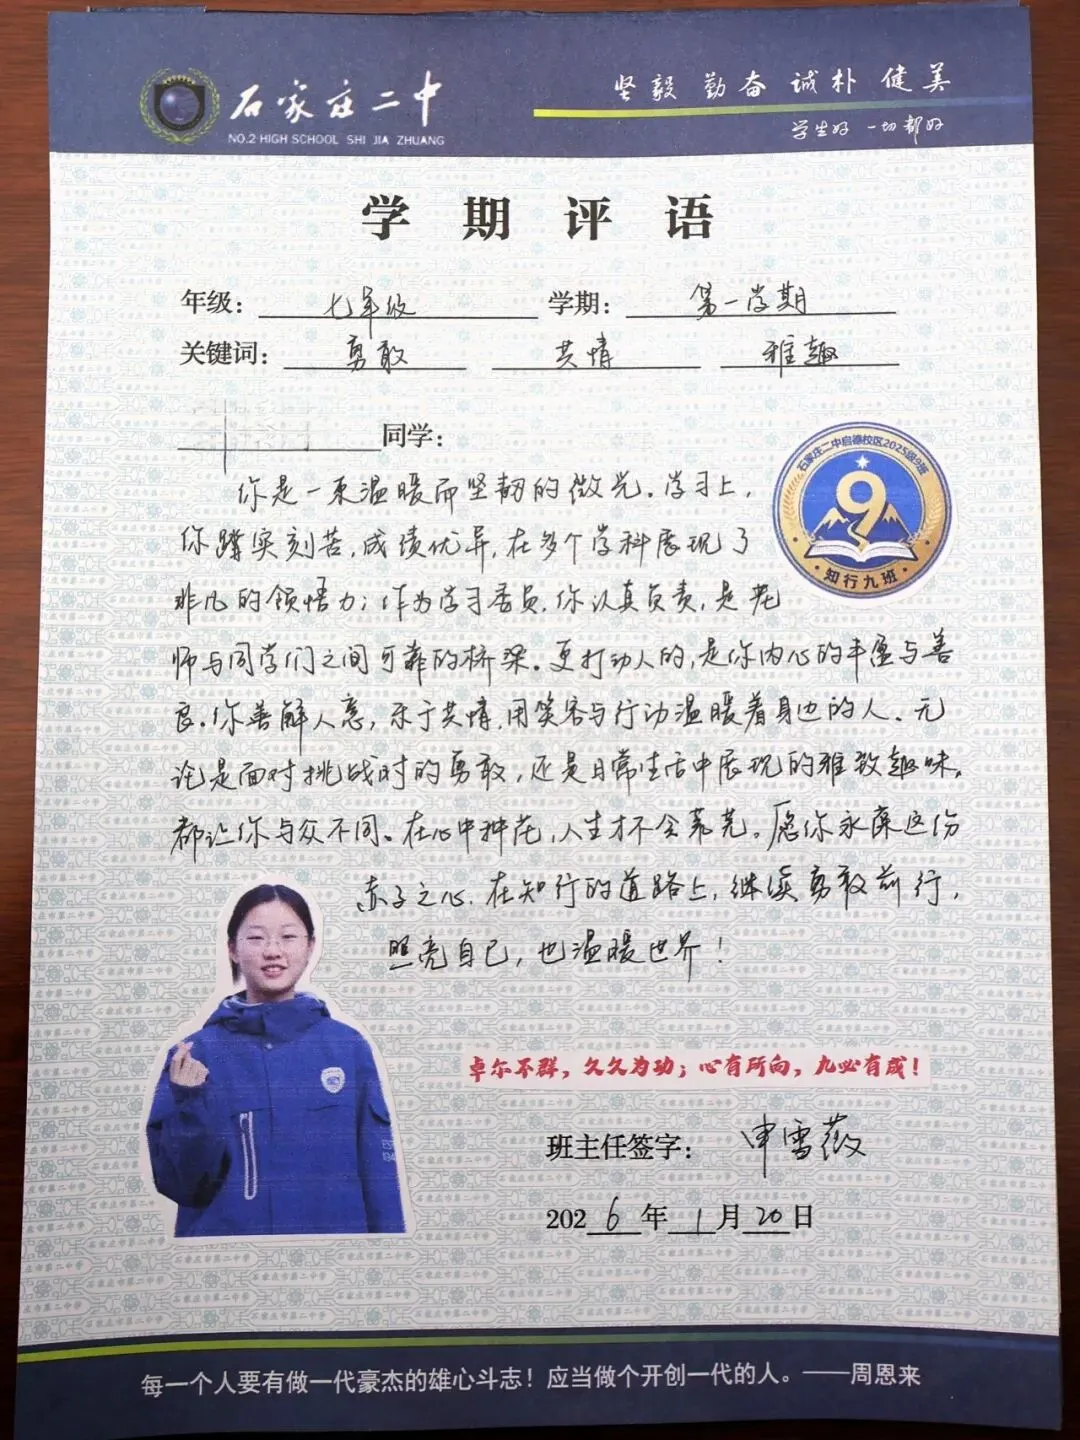 石家庄二中
NO.2 HIGH SCHOOL SHI JIA ZHUANG
坚毅 勤奋 诚朴 健美
学生好 一切都好
学期评语
年级：七年级 学期：第一学期
关键词：勇敢 共情 雅趣
同学：
石家庄二中启德校区2025级9班
9
知行九班
你是一束温暖而坚韧的微光。学习上，
你踏实刻苦，成绩优异，在多个学科展现了
非凡的领悟力；作为学习委员，你认真负责，是老
师与同学们之间可靠的桥梁。更打动人的，是你内心的丰盈与善
良。你善解人意，乐于共情，用笑容与行动温暖着身边的人。无
论是面对挑战时的勇敢，还是日常生活中展现的雅致趣味，
都让你与众不同。在心中种花，人生才不会荒芜。愿你永葆这份
赤子之心，在知行的道路上，继续勇敢前行，
照亮自己，也温暖世界！
卓尔不群，久久为功；心有所向，九必有成！
班主任签字：申雪薇
2026年1月20日
每一个人要有做一代豪杰的雄心斗志！应当做个开创一代的人。——周恩来